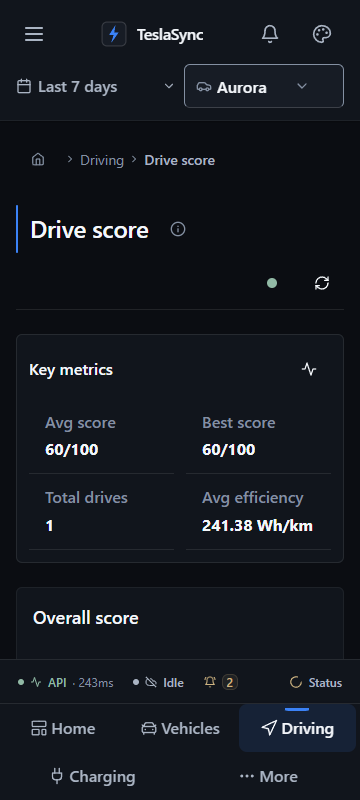 TeslaSync
Last 7 days
Aurora
Driving
Drive score
Drive score
Key metrics
Avg score
Best score
60/100
60/100
Total drives
Avg efficiency
1
241.38 Wh/km
Overall score
API · 243ms
Idle
2
Status
Home
Vehicles
Driving
Charging
More